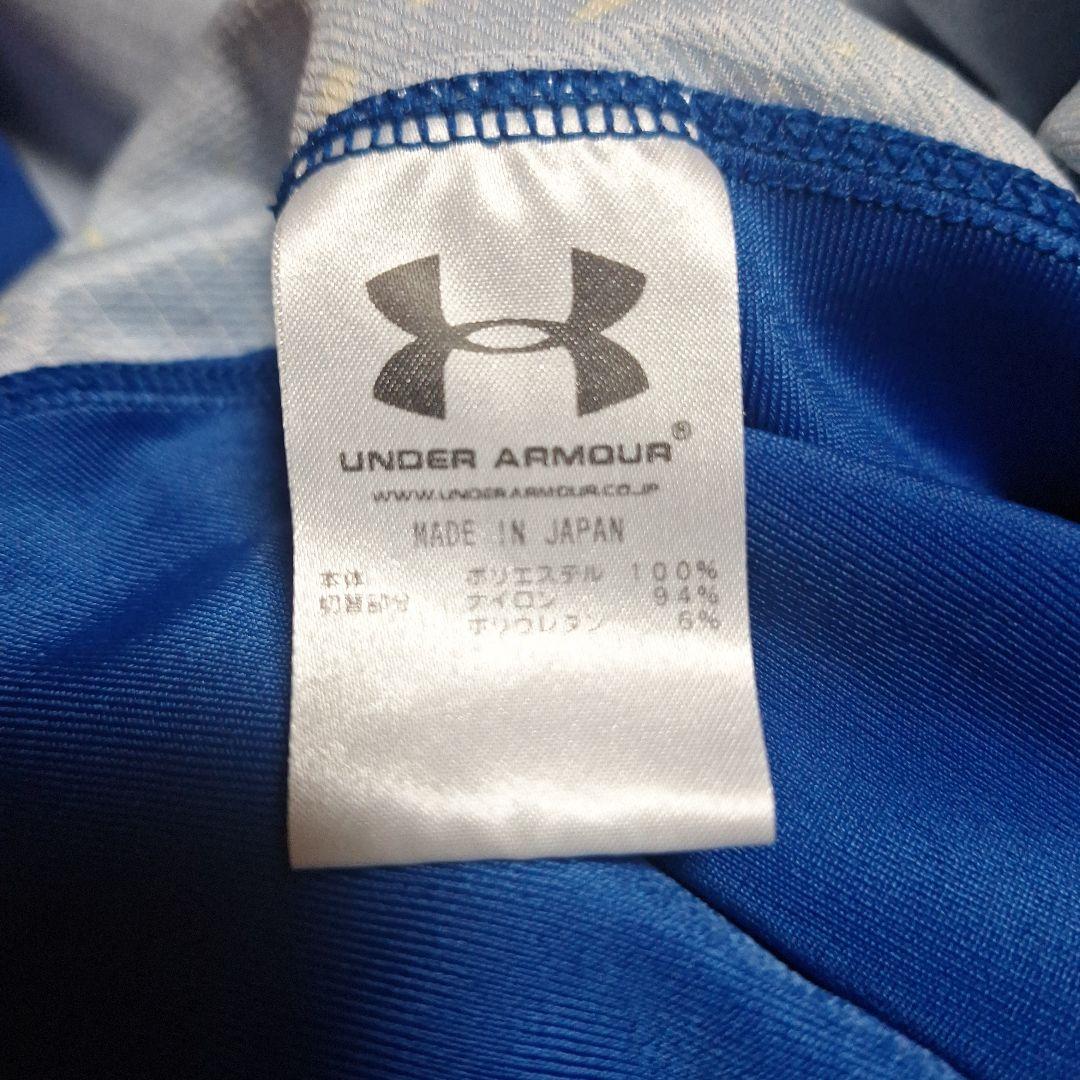 UNDER ARMOUR®
WWW.UNDERARMOUR.CO.JP
MADE IN JAPAN
本体 ポリエステル 100%
切替部分 ナイロン 94%
ポリウレタン 6%